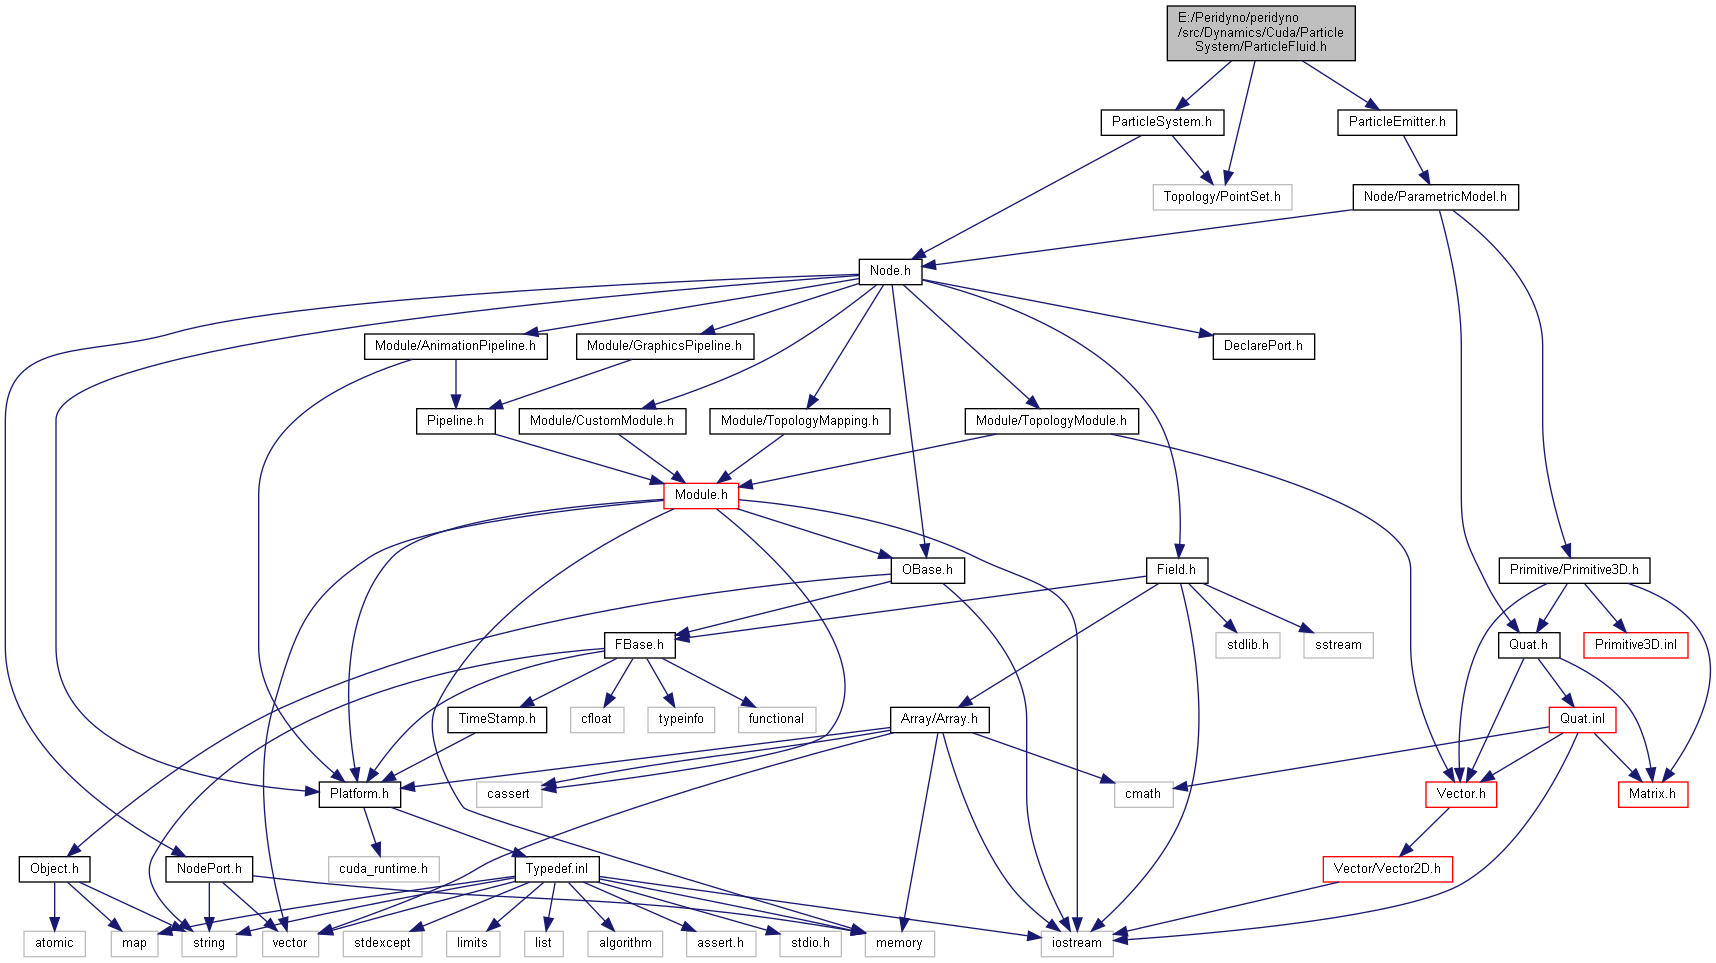 E:/Peridyno/peridyno
/src/Dynamics/Cuda/Particle
System/ParticleFluid.h
ParticleSystem.h
ParticleEmitter.h
Topology/PointSet.h
Node/ParametricModel.h
Node.h
Module/AnimationPipeline.h
Module/GraphicsPipeline.h
DeclarePort.h
Pipeline.h
Module/CustomModule.h
Module/TopologyMapping.h
Module/TopologyModule.h
Module.h
OBase.h
Field.h
Primitive/Primitive3D.h
FBase.h
stdlib.h
sstream
Quat.h
Primitive3D.inl
TimeStamp.h
cfloat
typeinfo
functional
Array/Array.h
Quat.inl
Platform.h
cassert
cmath
Vector.h
Matrix.h
Object.h
NodePort.h
cuda_runtime.h
Typedef.inl
Vector/Vector2D.h
atomic
map
string
vector
stdexcept
limits
list
algorithm
assert.h
stdio.h
memory
iostream